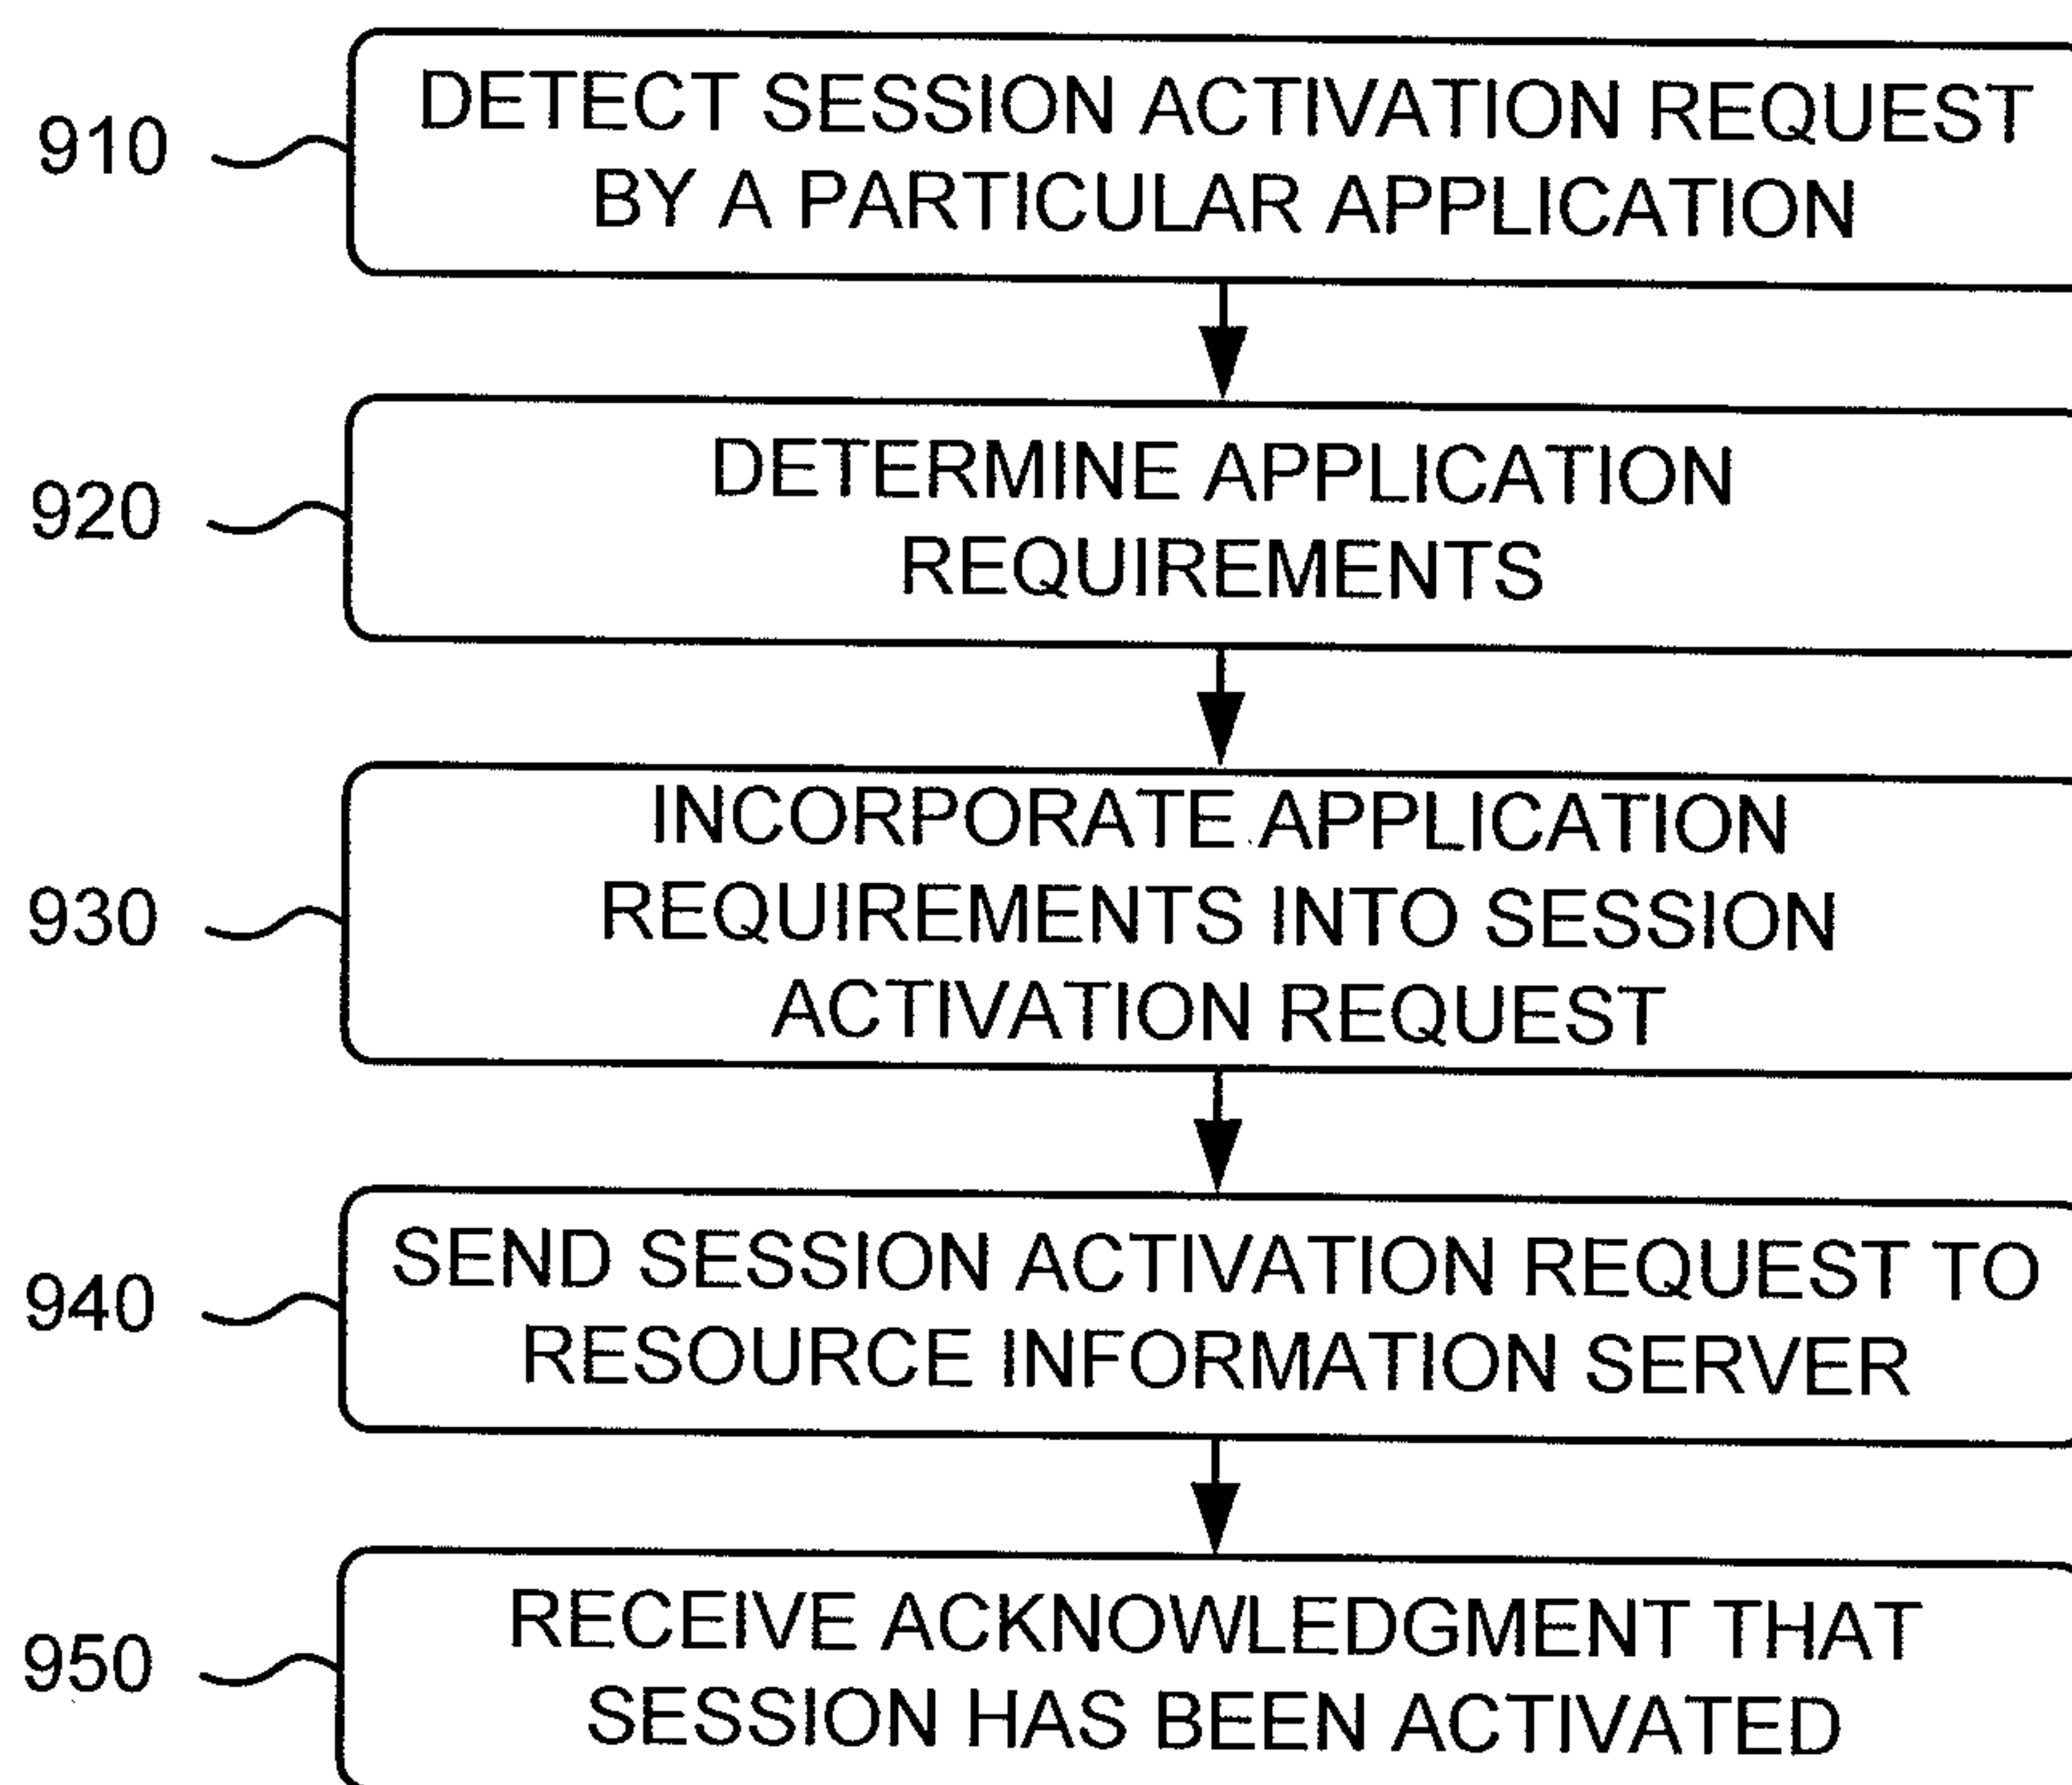 910
DETECT SESSION ACTIVATION REQUEST
BY A PARTICULAR APPLICATION
920
DETERMINE APPLICATION
REQUIREMENTS
930
INCORPORATE APPLICATION
REQUIREMENTS INTO SESSION
ACTIVATION REQUEST
940
SEND SESSION ACTIVATION REQUEST TO
RESOURCE INFORMATION SERVER
950
RECEIVE ACKNOWLEDGMENT THAT
SESSION HAS BEEN ACTIVATED